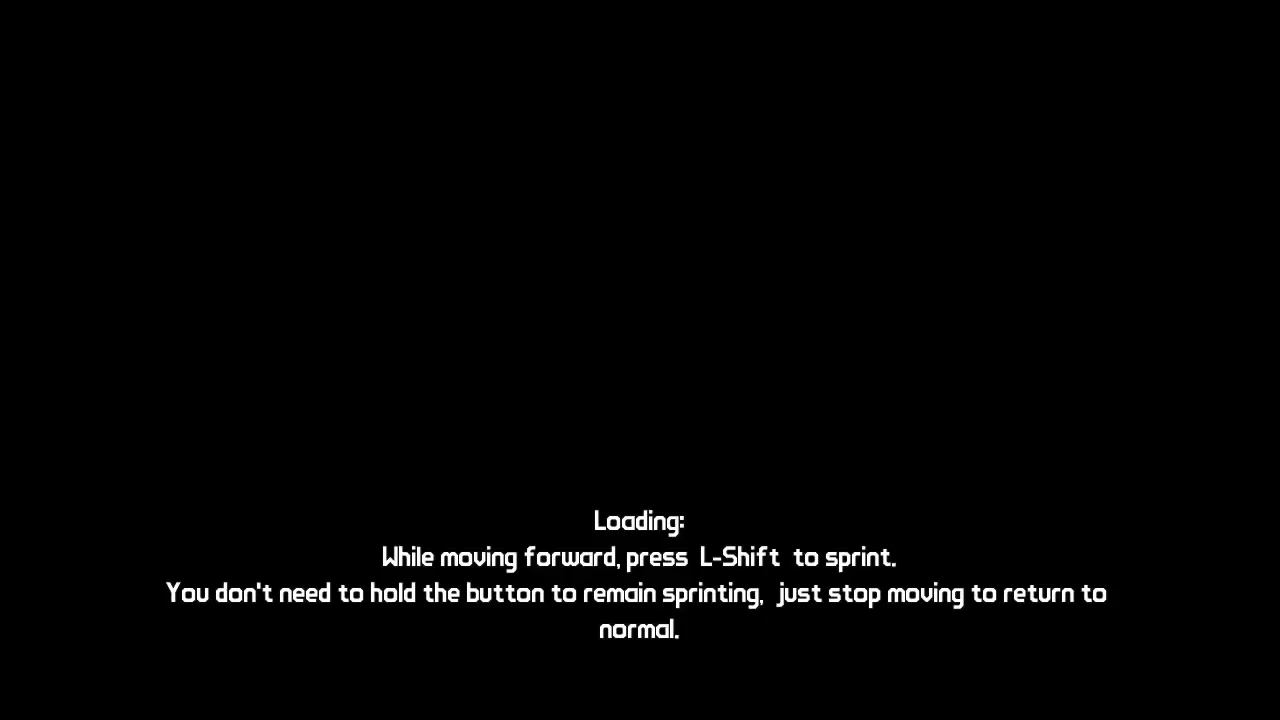 Loading:
While moving forward, press L-Shift to sprint.
You don't need to hold the button to remain sprinting, just stop moving to return to
normal.